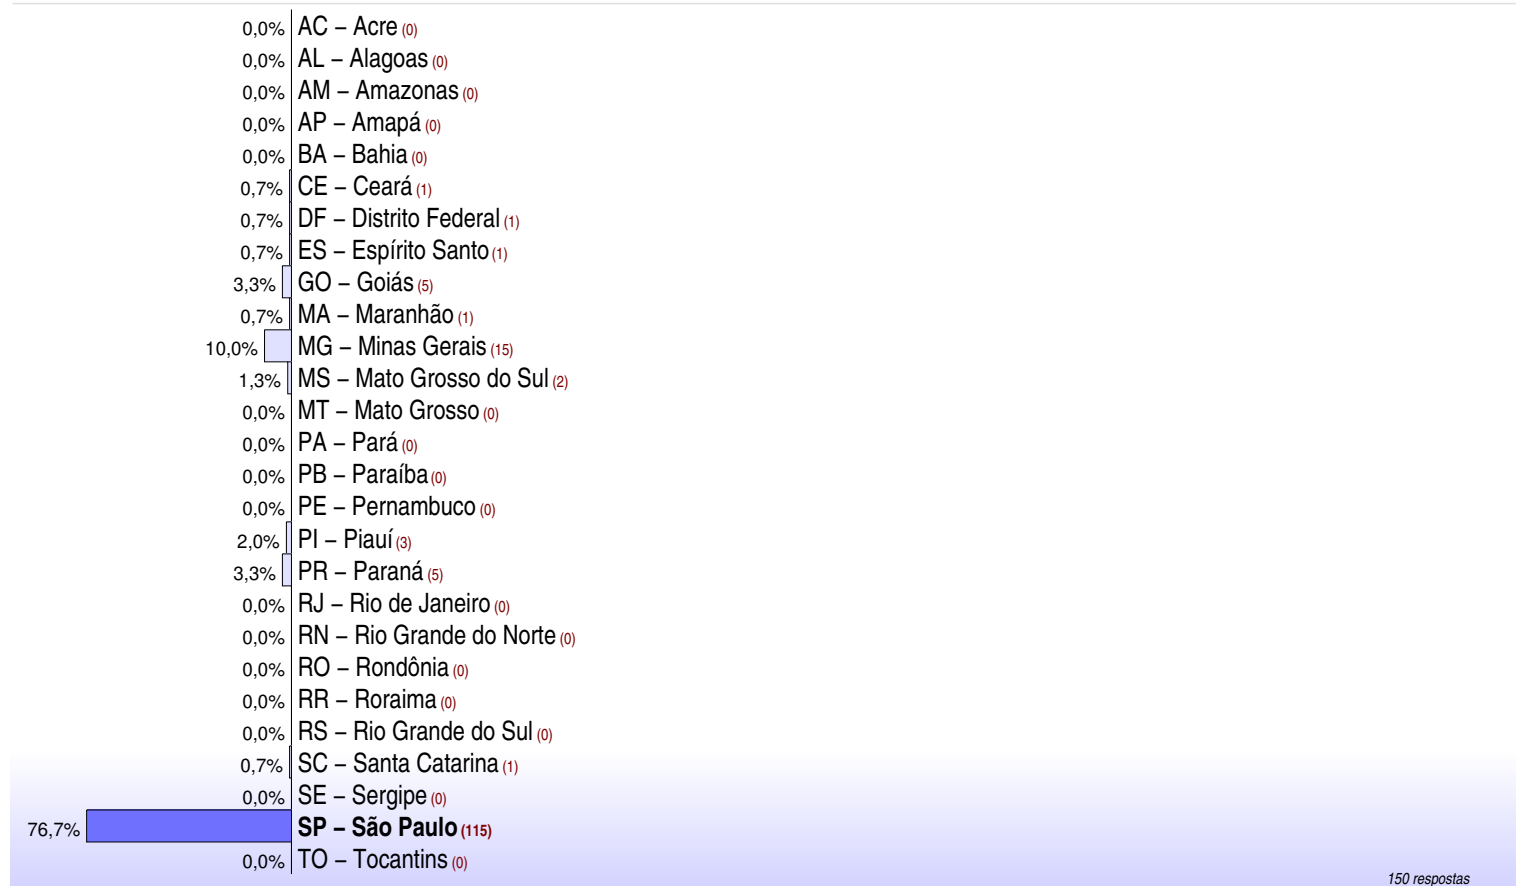 0,0% AC – Acre (0)
0,0% AL – Alagoas (0)
0,0% AM – Amazonas (0)
0,0% AP – Amapá (0)
0,0% BA – Bahia (0)
0,7% CE – Ceará (1)
0,7% DF – Distrito Federal (1)
0,7% ES – Espírito Santo (1)
3,3% GO – Goiás (5)
0,7% MA – Maranhão (1)
10,0% MG – Minas Gerais (15)
1,3% MS – Mato Grosso do Sul (2)
0,0% MT – Mato Grosso (0)
0,0% PA – Pará (0)
0,0% PB – Paraíba (0)
0,0% PE – Pernambuco (0)
2,0% PI – Piauí (3)
3,3% PR – Paraná (5)
0,0% RJ – Rio de Janeiro (0)
0,0% RN – Rio Grande do Norte (0)
0,0% RO – Rondônia (0)
0,0% RR – Roraima (0)
0,0% RS – Rio Grande do Sul (0)
0,7% SC – Santa Catarina (1)
0,0% SE – Sergipe (0)
76,7% SP – São Paulo (115)
0,0% TO – Tocantins (0)
150 respostas